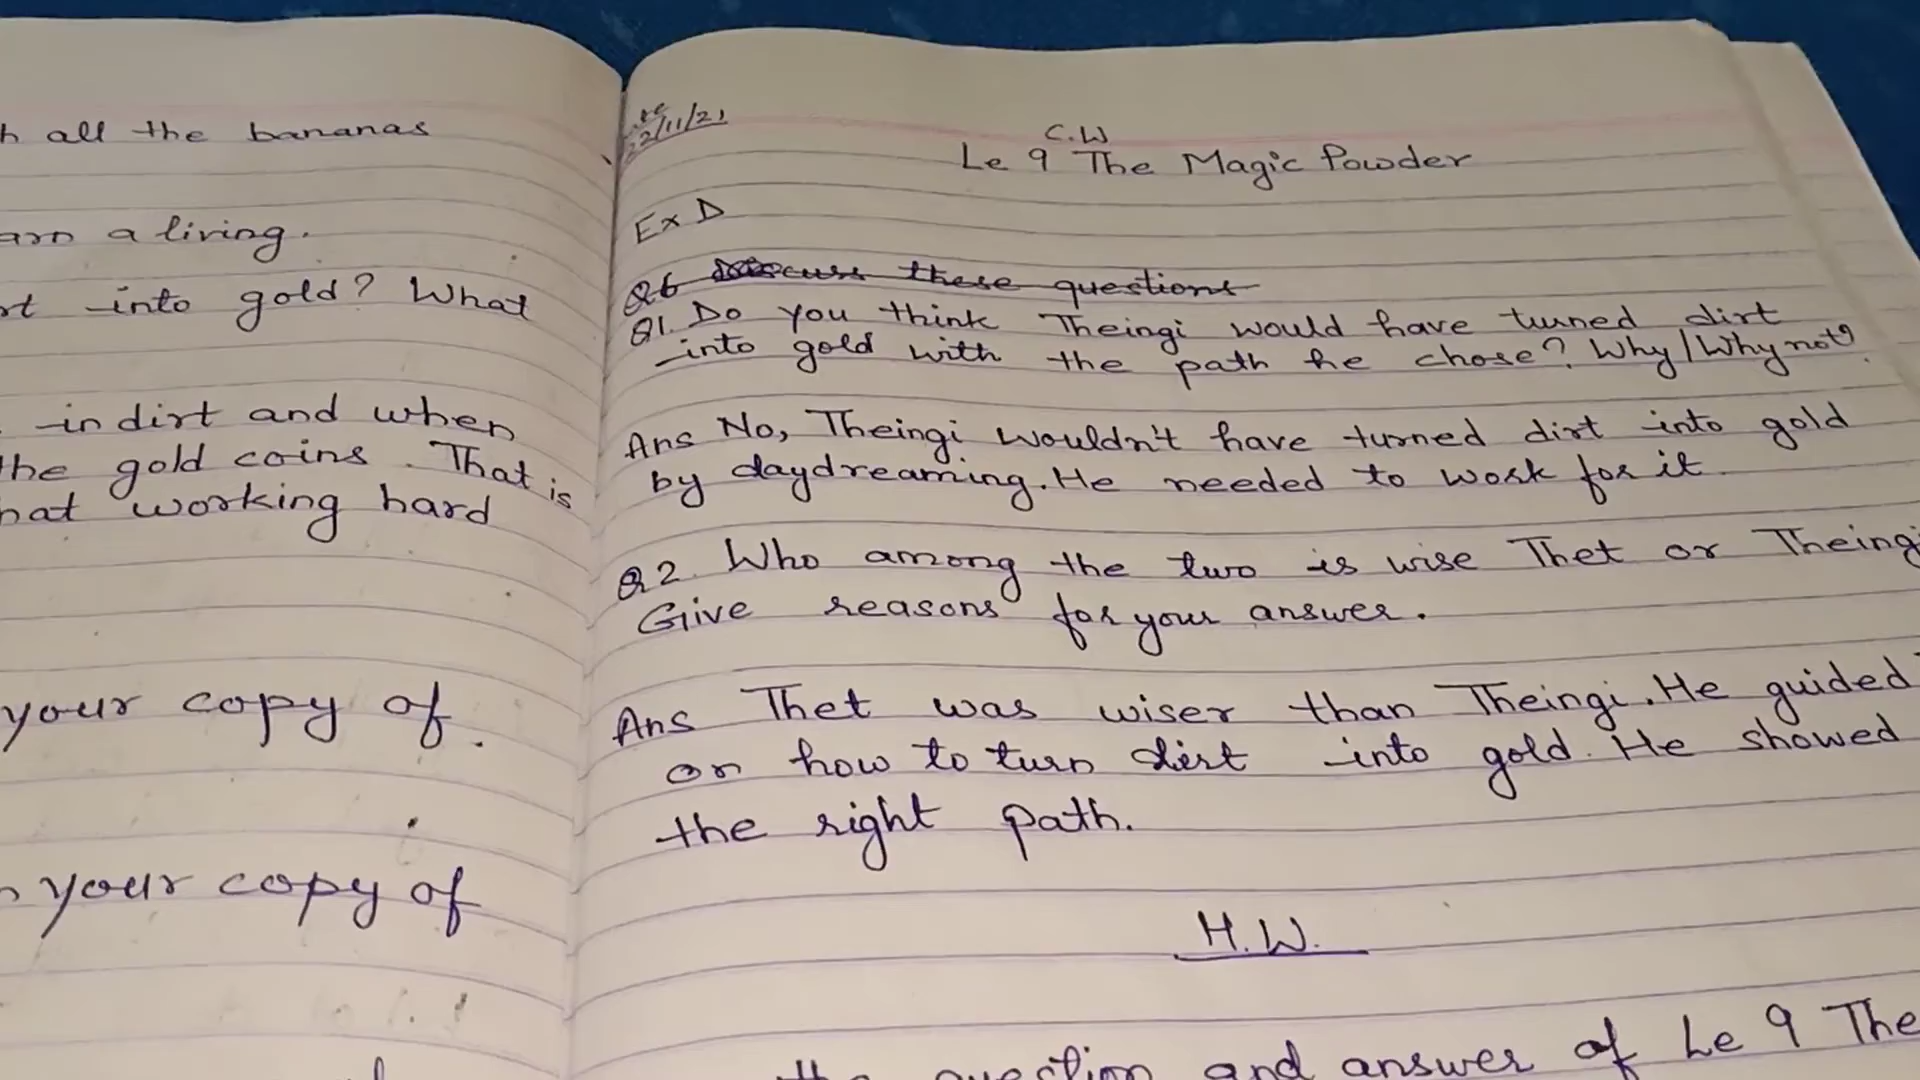 all the bananas
a living.
into gold? What
in dirt and when
the gold coins. That is
working hard
your copy of.
your copy of
22/11/21
C.W
Le 9 The Magic Powder
Ex D
Q6 Discuss these questions
Q1. Do you think Theingi would have turned dirt
into gold with the path he chose? Why/Why not?
Ans No, Theingi wouldn't have turned dirt into gold
by daydreaming. He needed to work for it.
Q2. Who among the two is wise Thet or Theingi
Give reasons for your answer.
Ans Thet was wiser than Theingi. He guided
on how to turn dirt into gold. He showed
the right path.
H.W.
the question and answer of Le 9 The